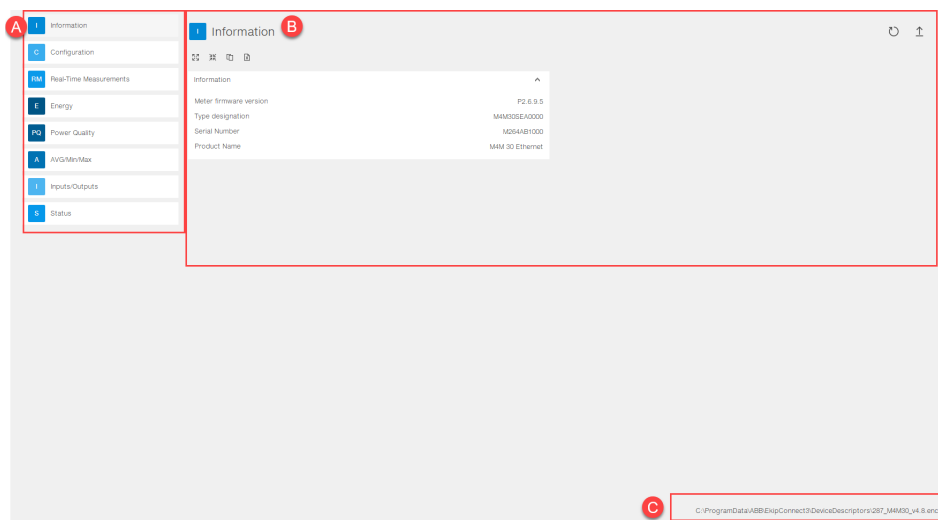 A
I Information
C Configuration
RM Real-Time Measurements
E Energy
PQ Power Quality
A AVG/Min/Max
I Inputs/Outputs
S Status
I Information B
Information
Meter firmware version P2.6.9.5
Type designation M4M30SEA0000
Serial Number M264AB1000
Product Name M4M 30 Ethernet
C
C:\ProgramData\ABB\EkipConnect3\DeviceDescriptors\287_M4M30_v4.8.enc